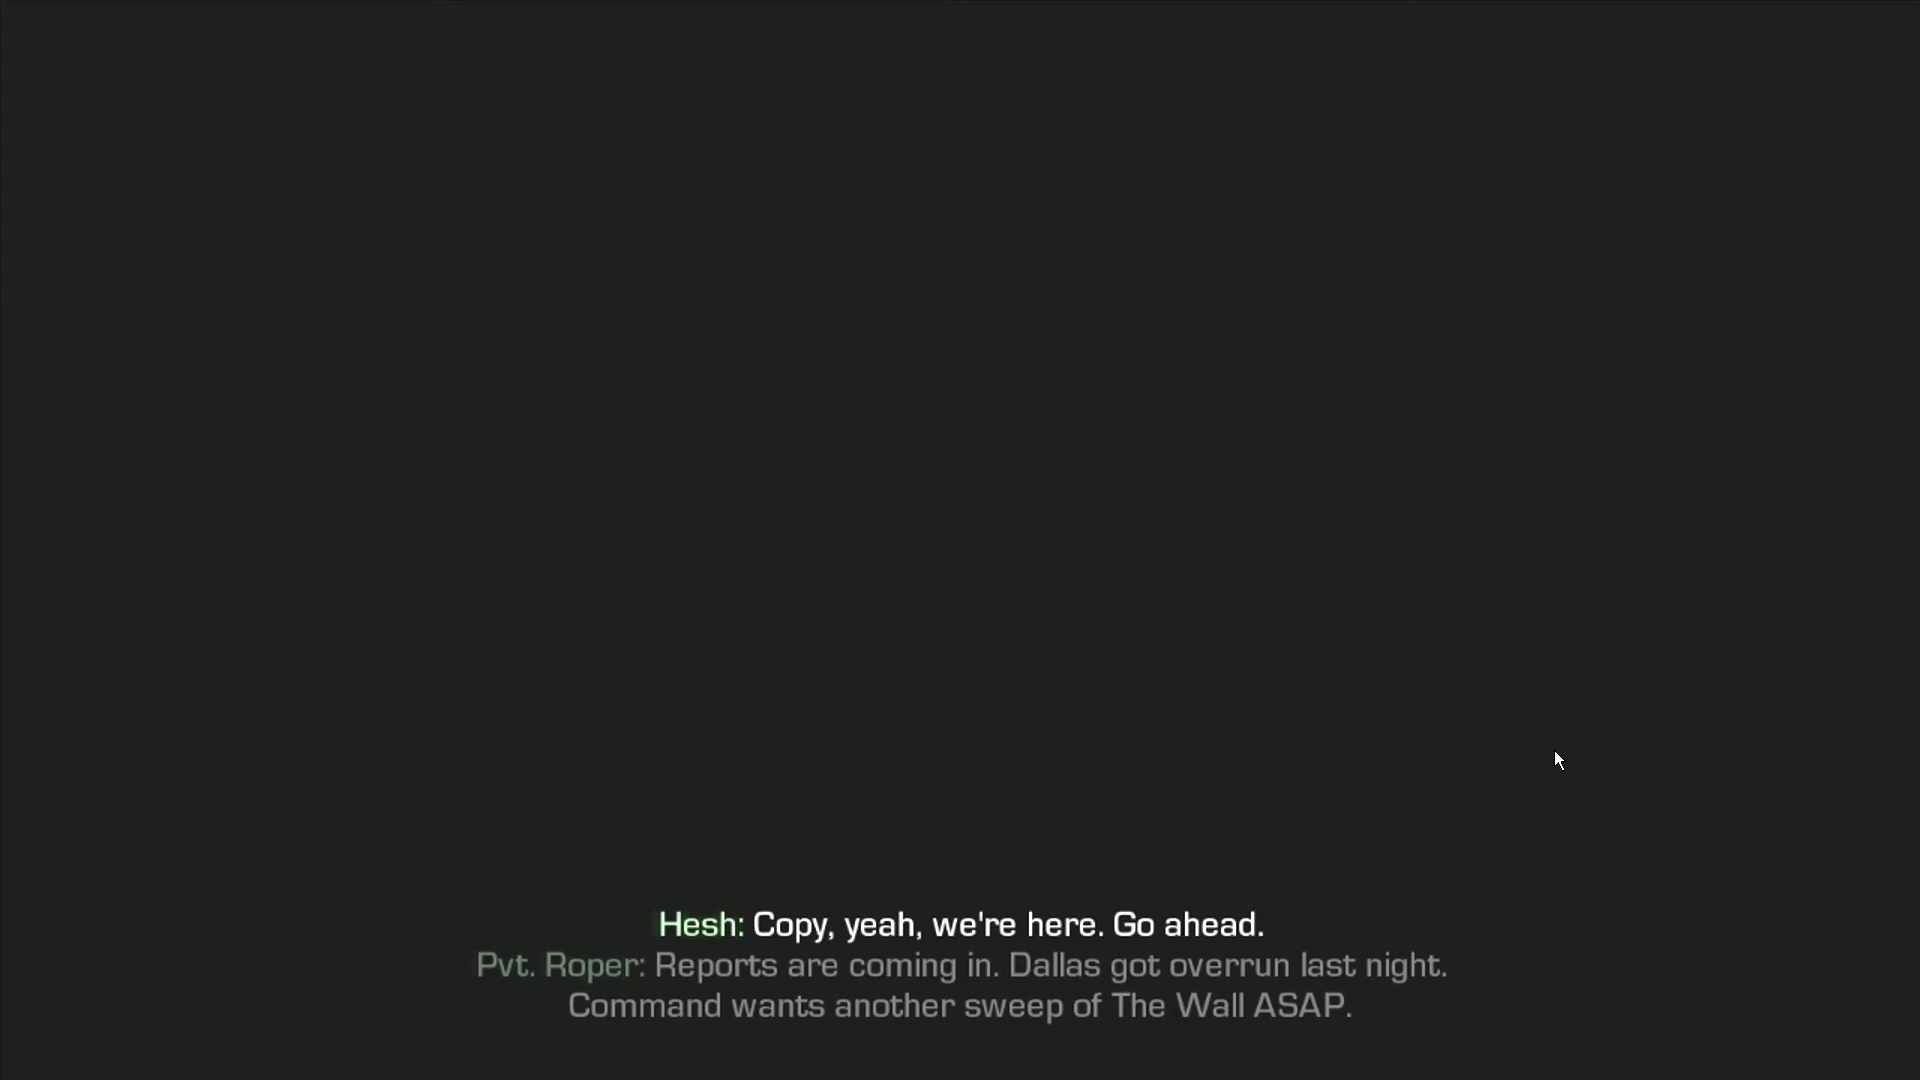 Hesh: Copy, yeah, we're here. Go ahead.
Pvt. Roper: Reports are coming in. Dallas got overrun last night.
Command wants another sweep of The Wall ASAP.